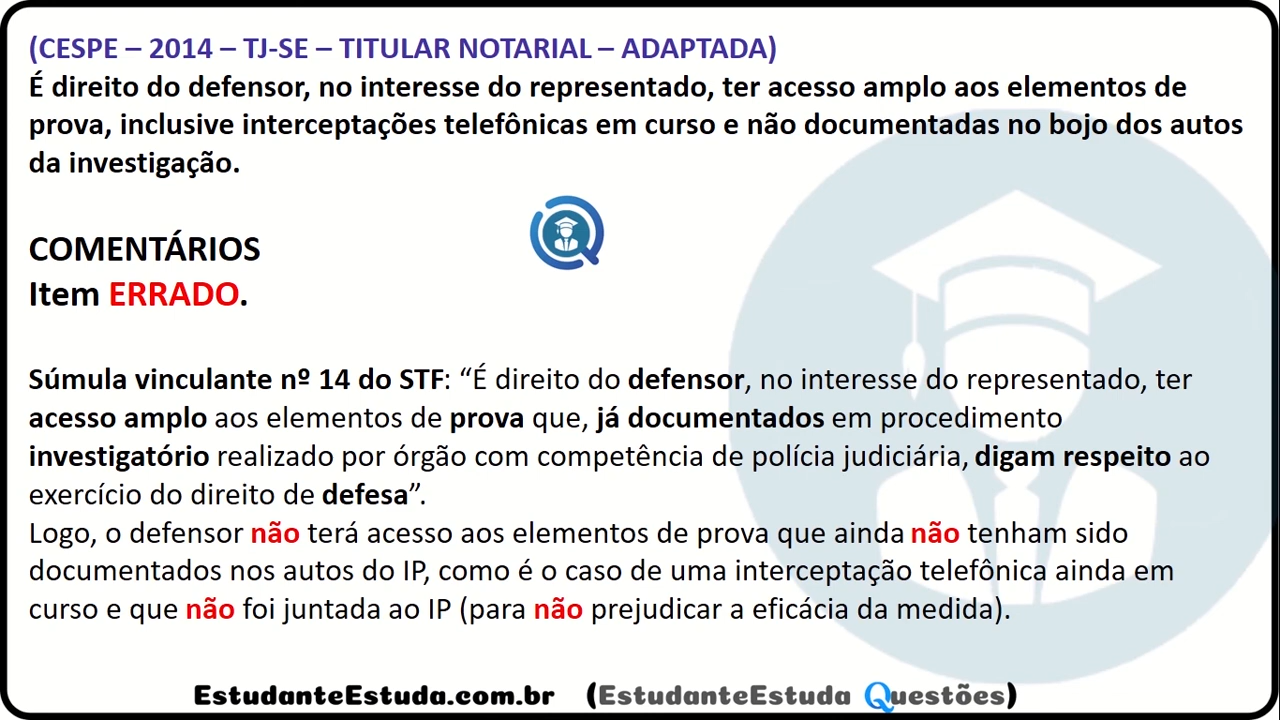 (CESPE – 2014 – TJ-SE – TITULAR NOTARIAL – ADAPTADA)
É direito do defensor, no interesse do representado, ter acesso amplo aos elementos de
prova, inclusive interceptações telefônicas em curso e não documentadas no bojo dos autos
da investigação.
COMENTÁRIOS
Item ERRADO.
Súmula vinculante nº 14 do STF: “É direito do defensor, no interesse do representado, ter
acesso amplo aos elementos de prova que, já documentados em procedimento
investigatório realizado por órgão com competência de polícia judiciária, digam respeito ao
exercício do direito de defesa”.
Logo, o defensor não terá acesso aos elementos de prova que ainda não tenham sido
documentados nos autos do IP, como é o caso de uma interceptação telefônica ainda em
curso e que não foi juntada ao IP (para não prejudicar a eficácia da medida).
EstudanteEstuda.com.br (EstudanteEstuda Questões)